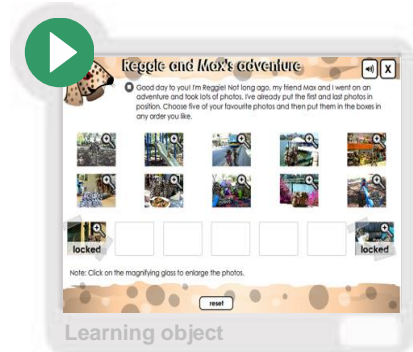 Reggie and Max's adventure
X
Good day to you! I'm Reggie! Not long ago, my friend Max and I went on an
adventure and took lots of photos. I've already put the first and last photos in
position. Choose five of your favourite photos and then put them in the boxes in
any order you like.
locked
locked
Note: Click on the magnifying glass to enlarge the photos.
reset
Learning object